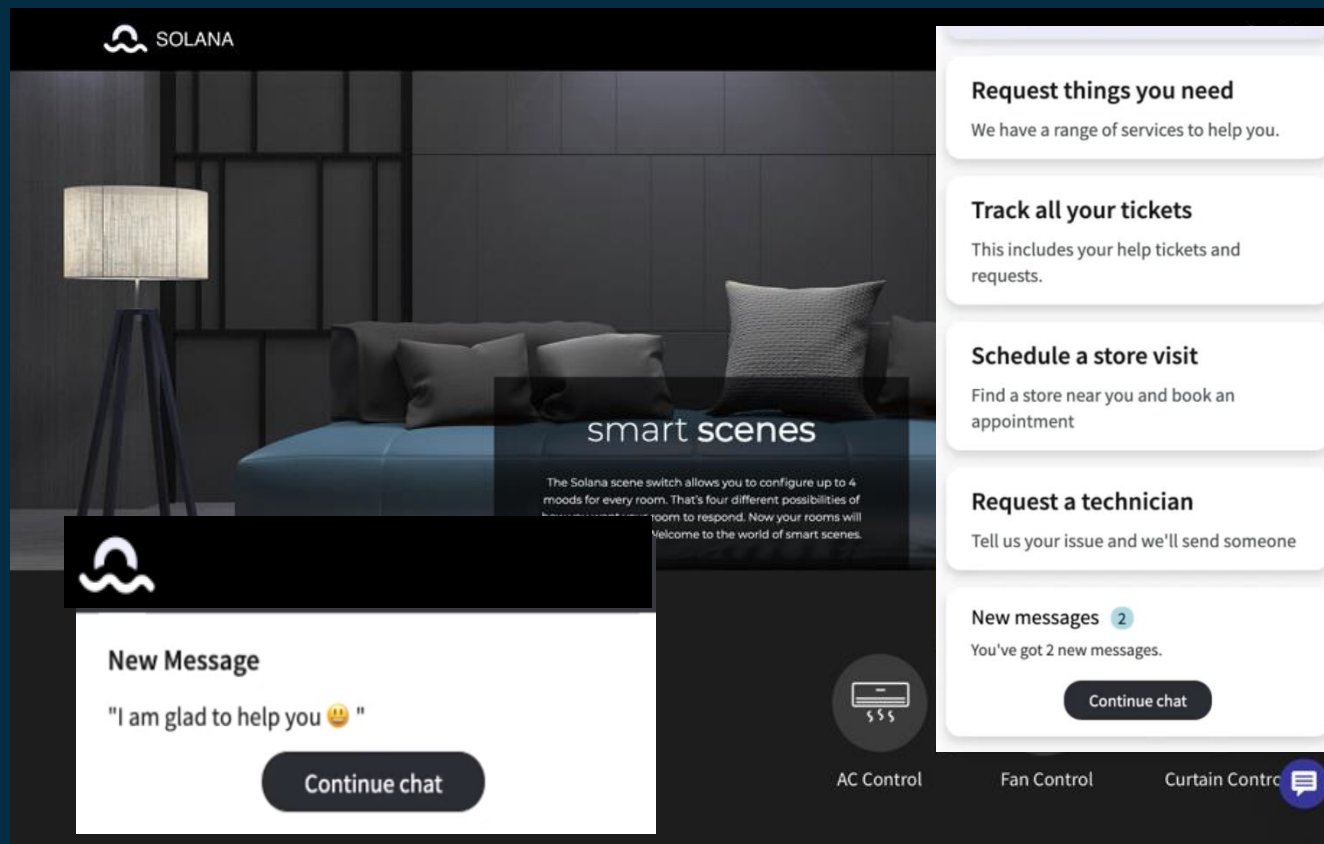 SOLANA
smart scenes
The Solana scene switch allows you to configure up to 4
moods for every room. That's four different possibilities of
room to respond. Now your rooms will
Welcome to the world of smart scenes.
New Message
"I am glad to help you 😃 "
Continue chat
AC Control
Fan Control
Curtain Contro
Request things you need
We have a range of services to help you.
Track all your tickets
This includes your help tickets and
requests.
Schedule a store visit
Find a store near you and book an
appointment
Request a technician
Tell us your issue and we'll send someone
New messages 2
You've got 2 new messages.
Continue chat